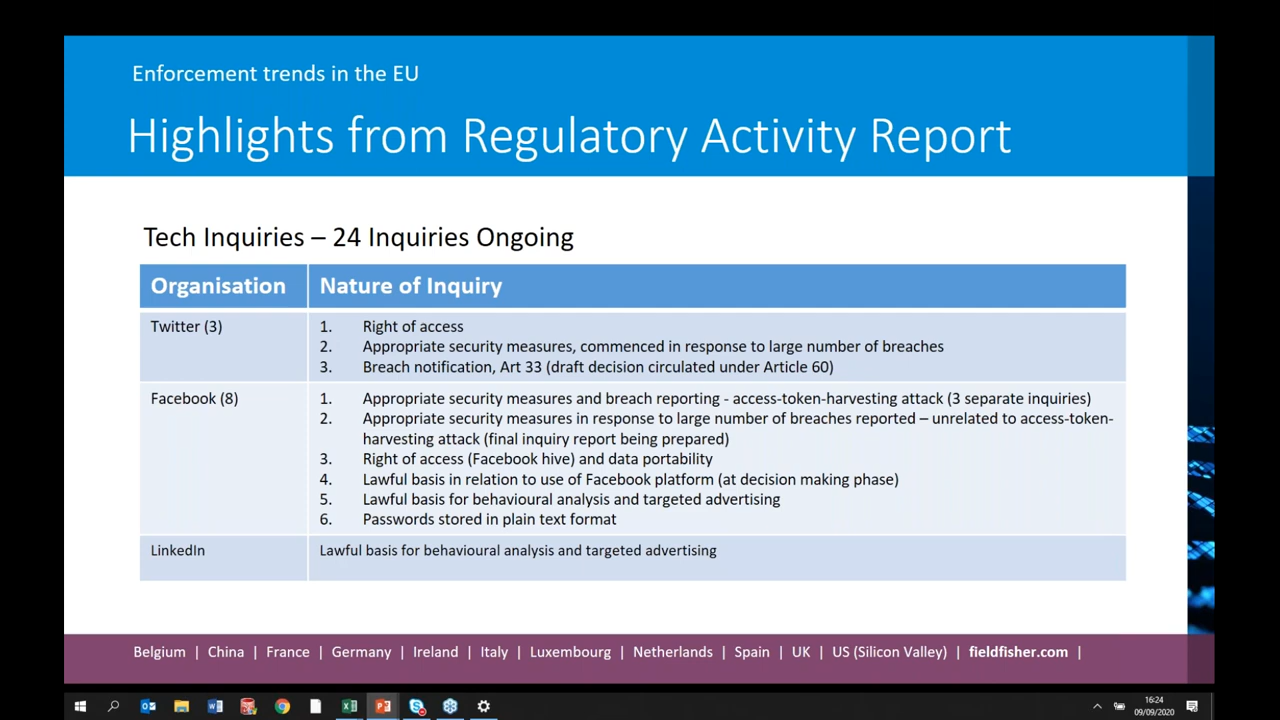 Enforcement trends in the EU
Highlights from Regulatory Activity Report
Tech Inquiries – 24 Inquiries Ongoing
Organisation Nature of Inquiry
Twitter (3) 1. Right of access
2. Appropriate security measures, commenced in response to large number of breaches
3. Breach notification, Art 33 (draft decision circulated under Article 60)
Facebook (8) 1. Appropriate security measures and breach reporting - access-token-harvesting attack (3 separate inquiries)
2. Appropriate security measures in response to large number of breaches reported – unrelated to access-token-
harvesting attack (final inquiry report being prepared)
3. Right of access (Facebook hive) and data portability
4. Lawful basis in relation to use of Facebook platform (at decision making phase)
5. Lawful basis for behavioural analysis and targeted advertising
6. Passwords stored in plain text format
LinkedIn Lawful basis for behavioural analysis and targeted advertising
Belgium | China | France | Germany | Ireland | Italy | Luxembourg | Netherlands | Spain | UK | US (Silicon Valley) | fieldfisher.com |
16:24
09/09/2020